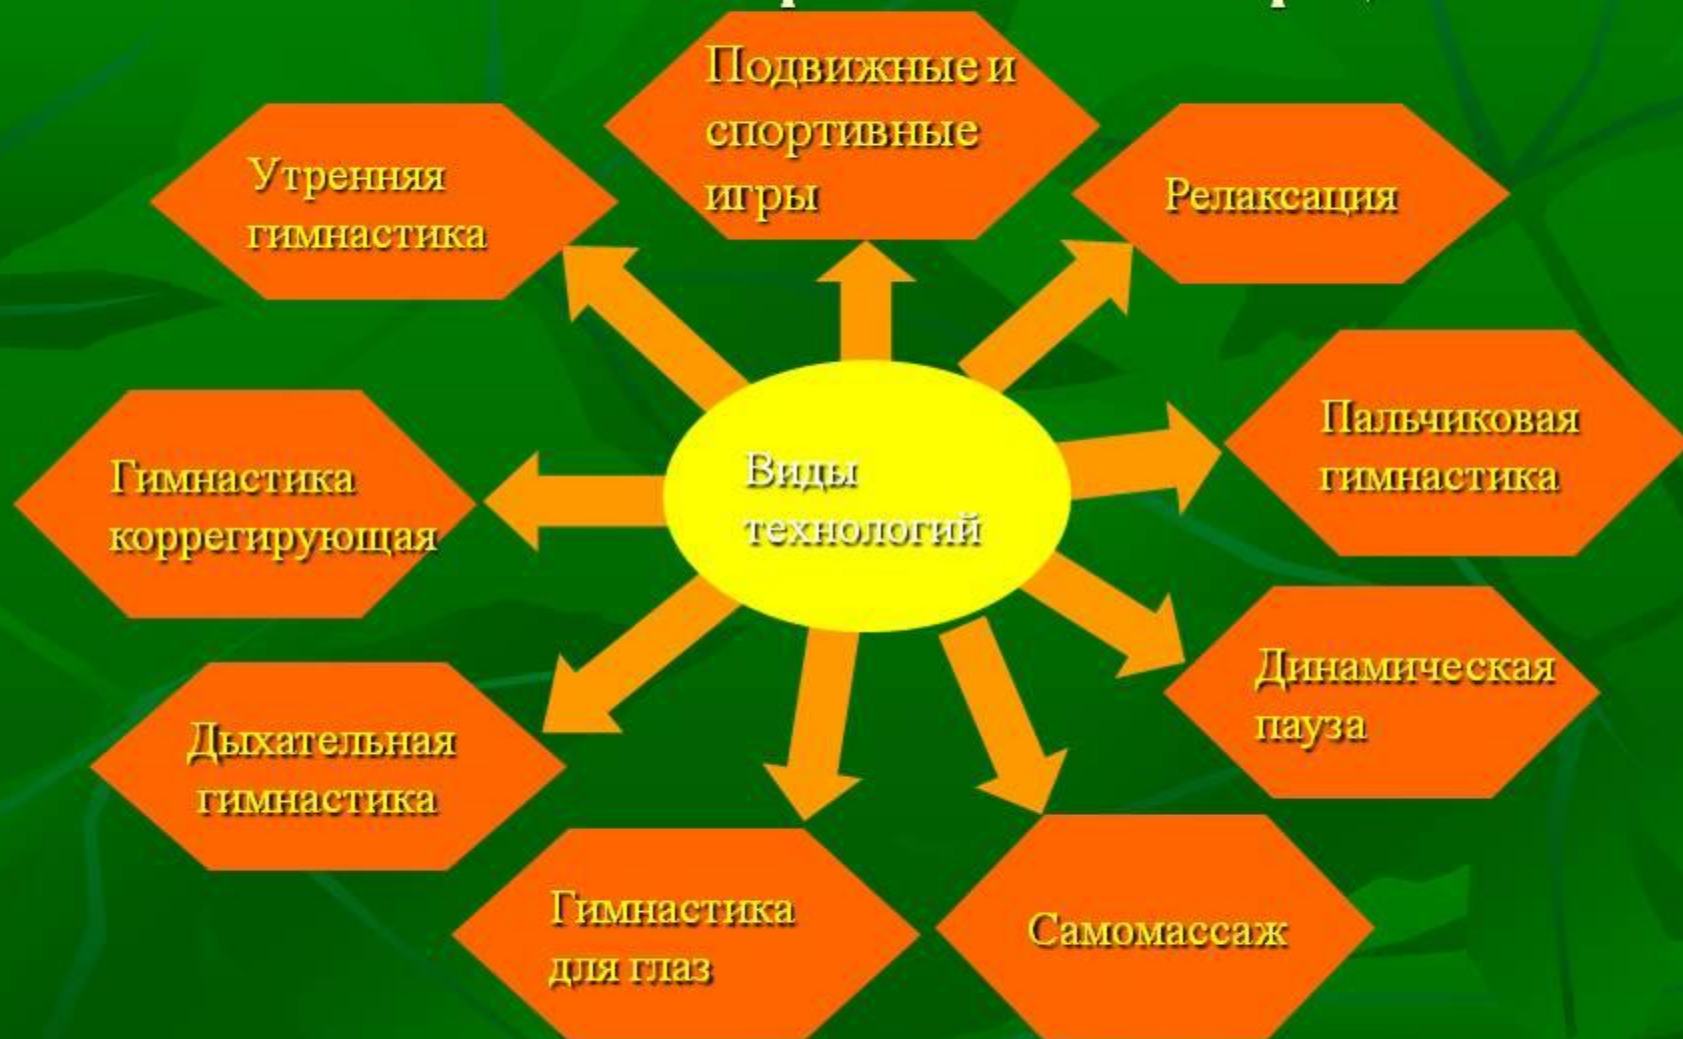 Подвижные и
спортивные
игры
Утренняя
гимнастика
Релаксация
Пальчиковая
гимнастика
Гимнастика
коррегирующая
Виды
технологий
Динамическая
пауза
Дыхательная
гимнастика
Гимнастика
для глаз
Самомассаж